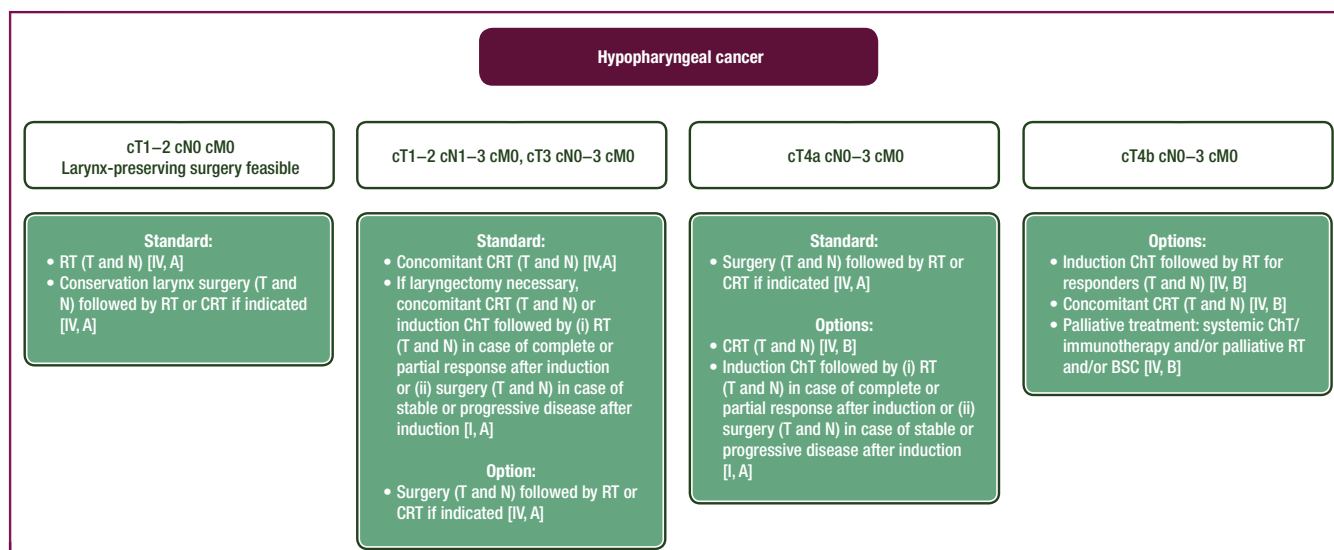 Hypopharyngeal cancer
cT1–2 cN0 cM0
Larynx-preserving surgery feasible
Standard:
• RT (T and N) [IV, A]
• Conservation larynx surgery (T and
N) followed by RT or CRT if indicated
[IV, A]
cT1–2 cN1–3 cM0, cT3 cN0–3 cM0
Standard:
• Concomitant CRT (T and N) [IV,A]
• If laryngectomy necessary,
concomitant CRT (T and N) or
induction ChT followed by (i) RT
(T and N) in case of complete or
partial response after induction
or (ii) surgery (T and N) in case of
stable or progressive disease after
induction [I, A]
Option:
• Surgery (T and N) followed by RT or
CRT if indicated [IV, A]
cT4a cN0–3 cM0
Standard:
• Surgery (T and N) followed by RT or
CRT if indicated [IV, A]
Options:
• CRT (T and N) [IV, B]
• Induction ChT followed by (i) RT
(T and N) in case of complete or
partial response after induction or (ii)
surgery (T and N) in case of stable or
progressive disease after induction
[I, A]
cT4b cN0–3 cM0
Options:
• Induction ChT followed by RT for
responders (T and N) [IV, B]
• Concomitant CRT (T and N) [IV, B]
• Palliative treatment: systemic ChT/
immunotherapy and/or palliative RT
and/or BSC [IV, B]